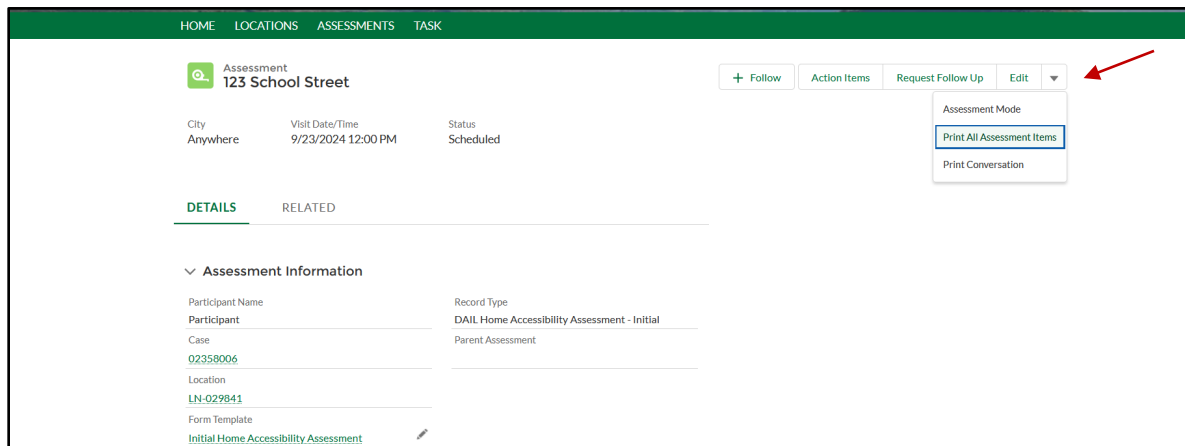 HOME LOCATIONS ASSESSMENTS TASK
Assessment
123 School Street
+ Follow Action Items Request Follow Up Edit
Assessment Mode
Print All Assessment Items
Print Conversation
City Visit Date/Time Status
Anywhere 9/23/2024 12:00 PM Scheduled
DETAILS RELATED
Assessment Information
Participant Name Record Type
Participant DAIL Home Accessibility Assessment - Initial
Case Parent Assessment
02358006
Location
LN-029841
Form Template
Initial Home Accessibility Assessment